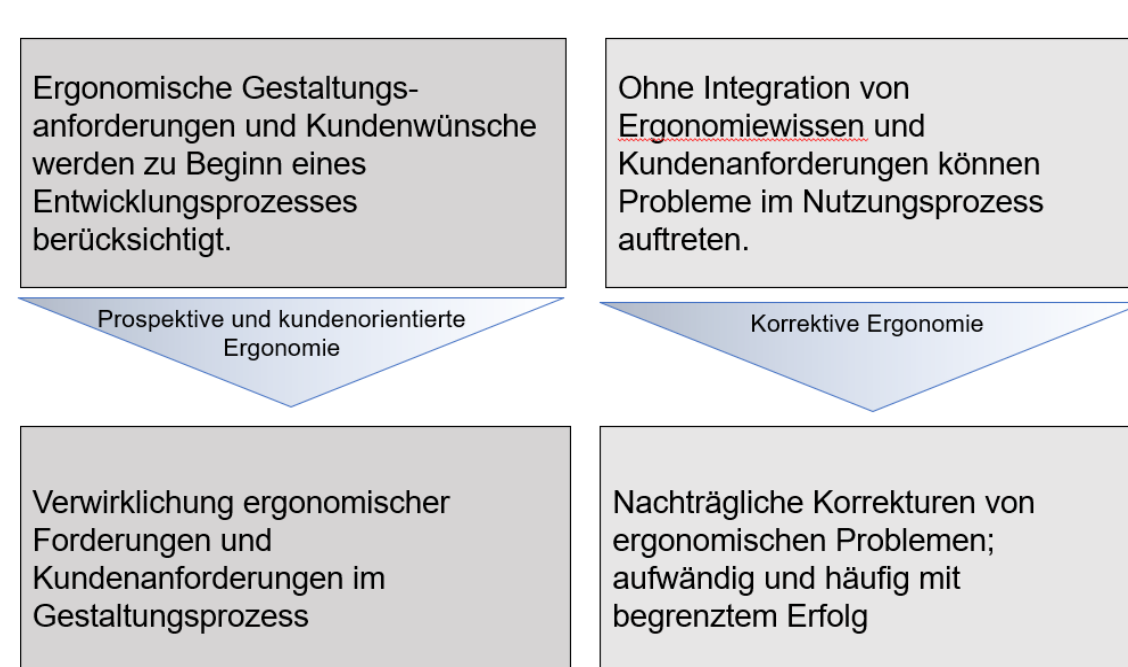 Ergonomische Gestaltungs-
anforderungen und Kundenwünsche
werden zu Beginn eines
Entwicklungsprozesses
berücksichtigt.
Prospektive und kundenorientierte
Ergonomie
Verwirklichung ergonomischer
Forderungen und
Kundenanforderungen im
Gestaltungsprozess
Ohne Integration von
Ergonomiewissen und
Kundenanforderungen können
Probleme im Nutzungsprozess
auftreten.
Korrektive Ergonomie
Nachträgliche Korrekturen von
ergonomischen Problemen;
aufwändig und häufig mit
begrenztem Erfolg